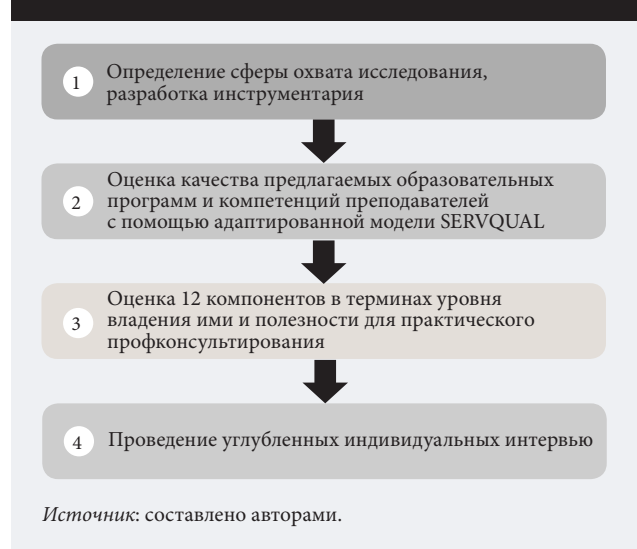 1
Определение сферы охвата исследования,
разработка инструментария
2
Оценка качества предлагаемых образовательных
программ и компетенций преподавателей
с помощью адаптированной модели SERVQUAL
3
Оценка 12 компонентов в терминах уровня
владения ими и полезности для практического
профконсультирования
4
Проведение углубленных индивидуальных интервью
Источник: составлено авторами.